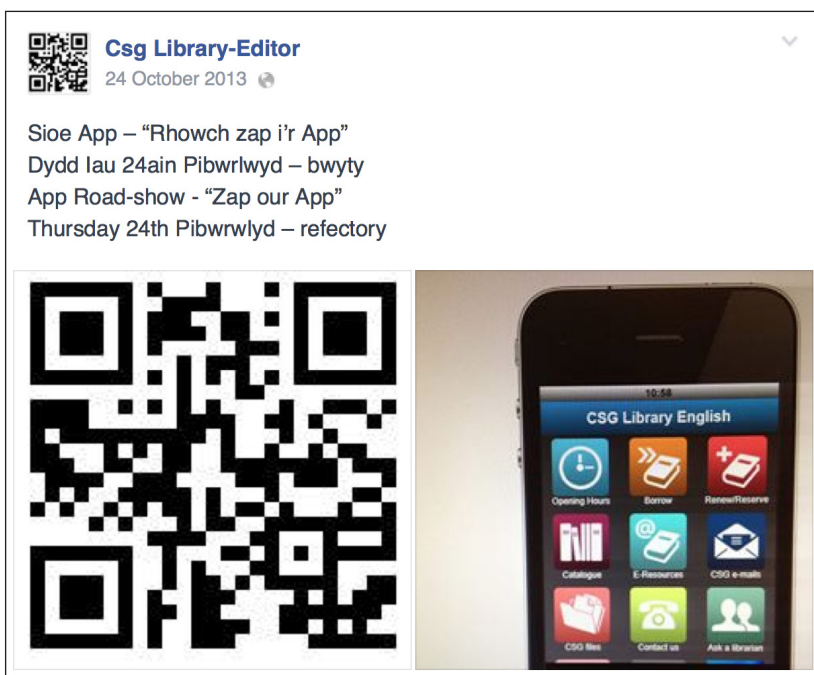 Csg Library-Editor
24 October 2013
Sioe App – “Rhowch zap i’r App”
Dydd Iau 24ain Pibwrlwyd – bwyty
App Road-show - “Zap our App”
Thursday 24th Pibwrwlyd – refectory
10:58
CSG Library English
Opening Hours
Borrow
Renew/Reserve
Catalogue
E-Resources
CSG e-mails
CSG files
Contact us
Ask a librarian